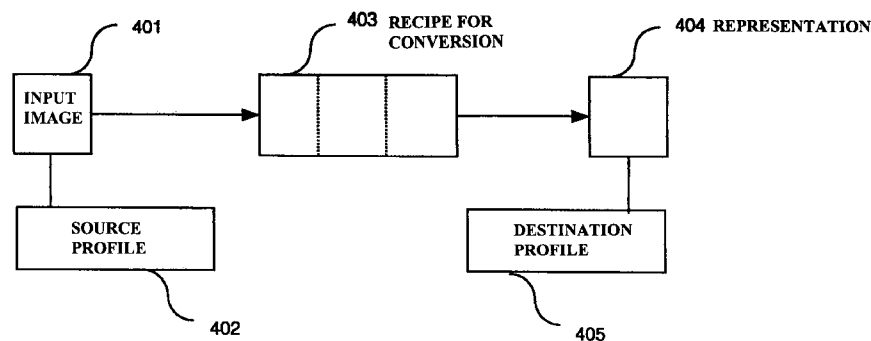 401
403 RECIPE FOR
CONVERSION
404 REPRESENTATION
INPUT
IMAGE
SOURCE
PROFILE
DESTINATION
PROFILE
402
405